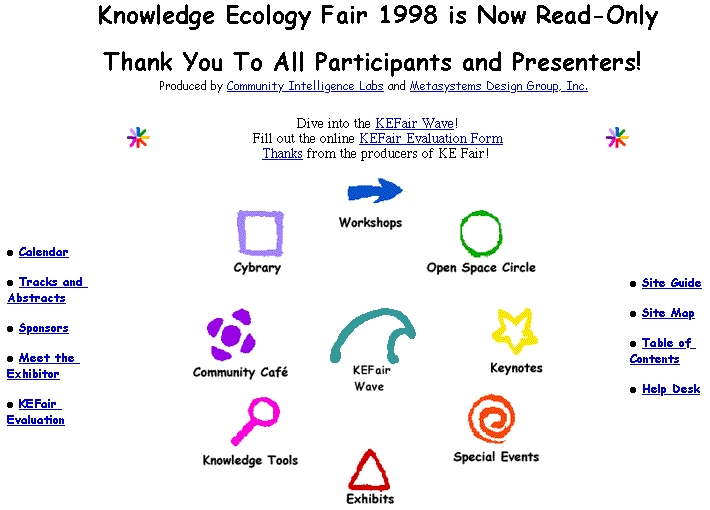 Knowledge Ecology Fair 1998 is Now Read-Only
Thank You To All Participants and Presenters!
Produced by Community Intelligence Labs and Metasystems Design Group, Inc.
Dive into the KEFair Wave!
Fill out the online KEFair Evaluation Form
Thanks from the producers of KE Fair!
Workshops
Cybrary
Open Space Circle
Community Café
KEFair
Wave
Keynotes
Knowledge Tools
Special Events
Exhibits
Calendar
Tracks and
Abstracts
Sponsors
Meet the
Exhibitor
KEFair
Evaluation
Site Guide
Site Map
Table of
Contents
Help Desk